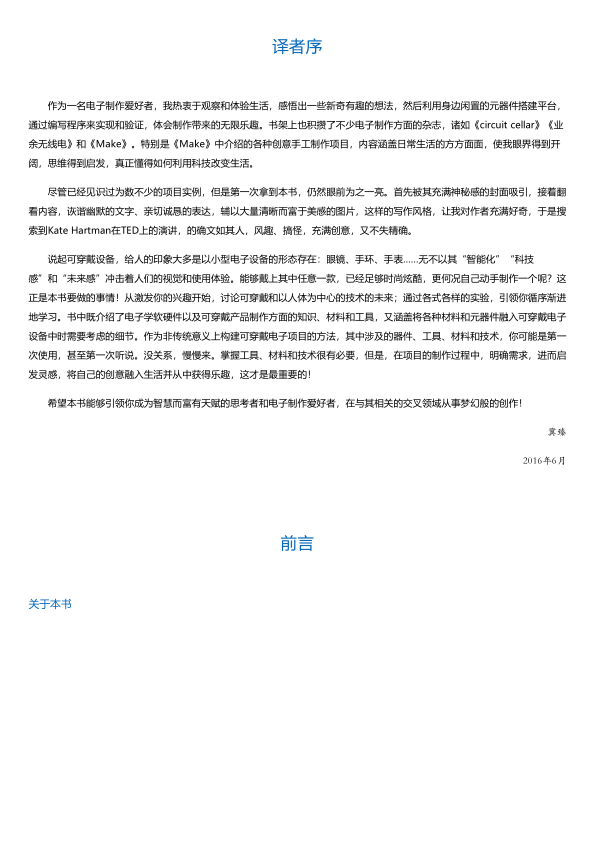 译者序
作为一名电子制作爱好者，我热衷于观察和体验生活，感悟出一些新奇有趣的想法，然后利用身边闲置的元器件搭建平台，
通过编写程序来实现和验证，体会制作带来的无限乐趣。书架上也积攒了不少电子制作方面的杂志，诸如《circuit cellar》《业
余无线电》和《Make》。特别是《Make》中介绍的各种创意手工制作项目，内容涵盖日常生活的方方面面，使我眼界得到开
阔，思维得到启发，真正懂得如何利用科技改变生活。
尽管已经见识过为数不少的项目实例，但是第一次拿到本书，仍然眼前为之一亮。首先被其充满神秘感的封面吸引，接着翻
看内容，诙谐幽默的文字、亲切诚恳的表达，辅以大量清晰而富于美感的图片，这样的写作风格，让我对作者充满好奇，于是搜
索到Kate Hartman在TED上的演讲，的确文如其人，风趣、搞怪，充满创意，又不失精确。
说起可穿戴设备，给人的印象大多是以小型电子设备的形态存在：眼镜、手环、手表……无不以其“智能化”“科技
感”和“未来感”冲击着人们的视觉和使用体验。能够戴上其中任意一款，已经足够时尚炫酷，更何况自己动手制作一个呢？这
正是本书要做的事情！从激发你的兴趣开始，讨论可穿戴和以人体为中心的技术的未来；通过各式各样的实验，引领你循序渐进
地学习。书中既介绍了电子学软硬件以及可穿戴产品制作方面的知识、材料和工具，又涵盖将各种材料和元器件融入可穿戴电子
设备中时需要考虑的细节。作为非传统意义上构建可穿戴电子项目的方法，其中涉及的器件、工具、材料和技术，你可能是第一
次使用，甚至第一次听说。没关系，慢慢来。掌握工具、材料和技术很有必要，但是，在项目的制作过程中，明确需求，进而启
发灵感，将自己的创意融入生活并从中获得乐趣，这才是最重要的！
希望本书能够引领你成为智慧而富有天赋的思考者和电子制作爱好者，在与其相关的交叉领域从事梦幻般的创作！
冀臻
2016年6月
前言
关于本书